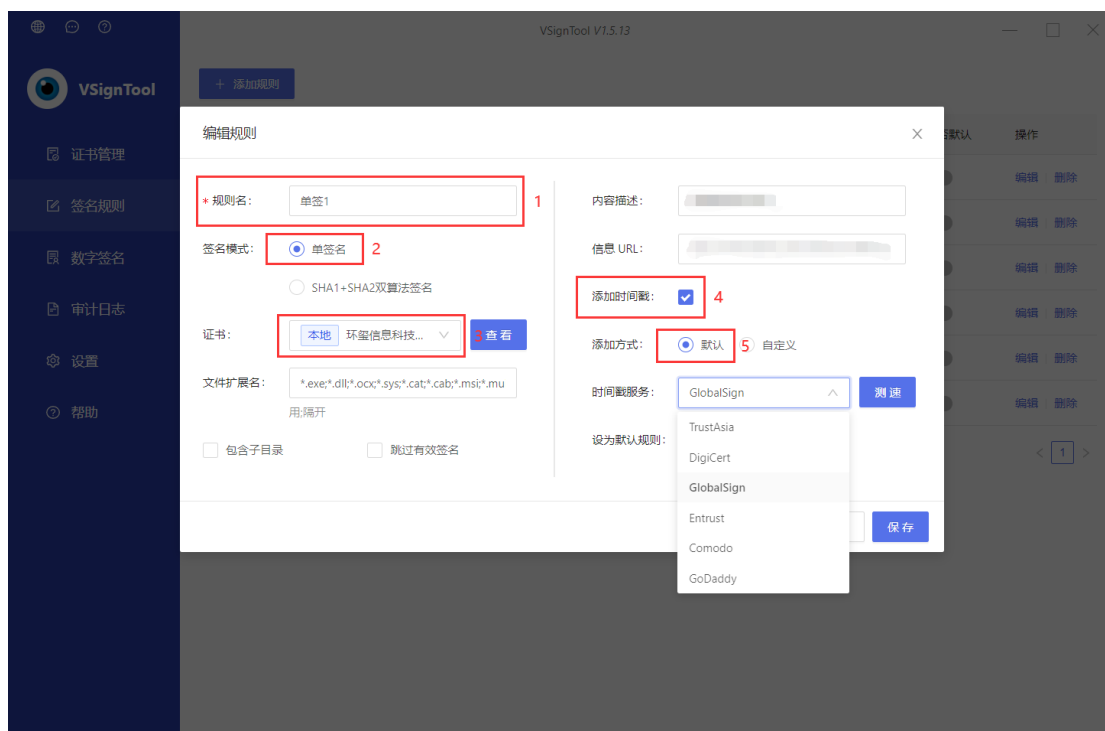 VSignTool V1.5.13
VSignTool
证书管理
签名规则
数字签名
审计日志
设置
帮助
+ 添加规则
默认
操作
编辑 删除
编辑 删除
编辑 删除
编辑 删除
编辑 删除
编辑 删除
< 1 >
编辑规则
* 规则名: 单签1 1
签名模式: 单签名 2
SHA1+SHA2双算法签名
证书: 本地 环玺信息科技... 3 查看
文件扩展名: *.exe;*.dll;*.ocx;*.sys;*.cat;*.cab;*.msi;*.mu
用;隔开
包含子目录 跳过有效签名
内容描述:
信息 URL:
添加时间戳: 4
添加方式: 默认 5 自定义
时间戳服务: GlobalSign 测速
设为默认规则:
TrustAsia
DigiCert
GlobalSign
Entrust
Comodo
GoDaddy
保存